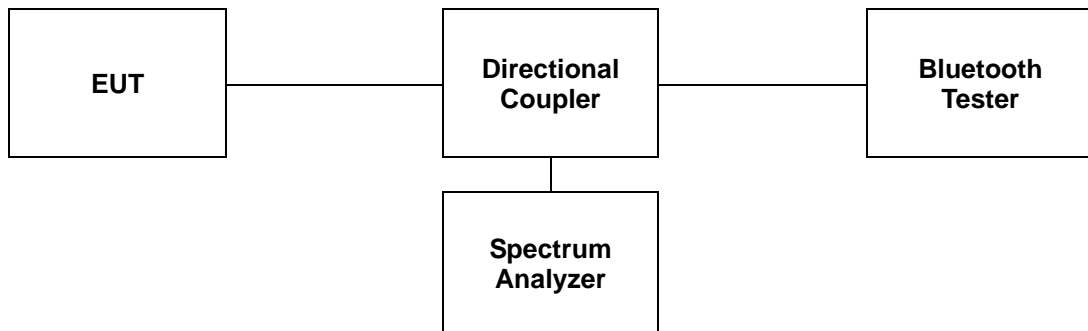 EUT
Directional
Coupler
Bluetooth
Tester
Spectrum
Analyzer